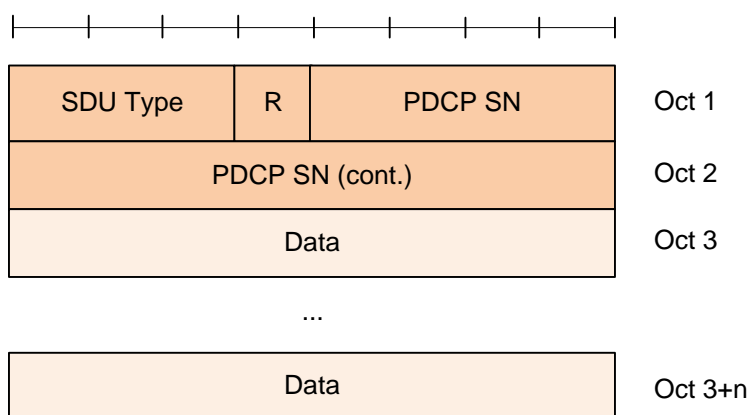 SDU Type R PDCP SN Oct 1
PDCP SN (cont.) Oct 2
Data Oct 3
...
Data Oct 3+n